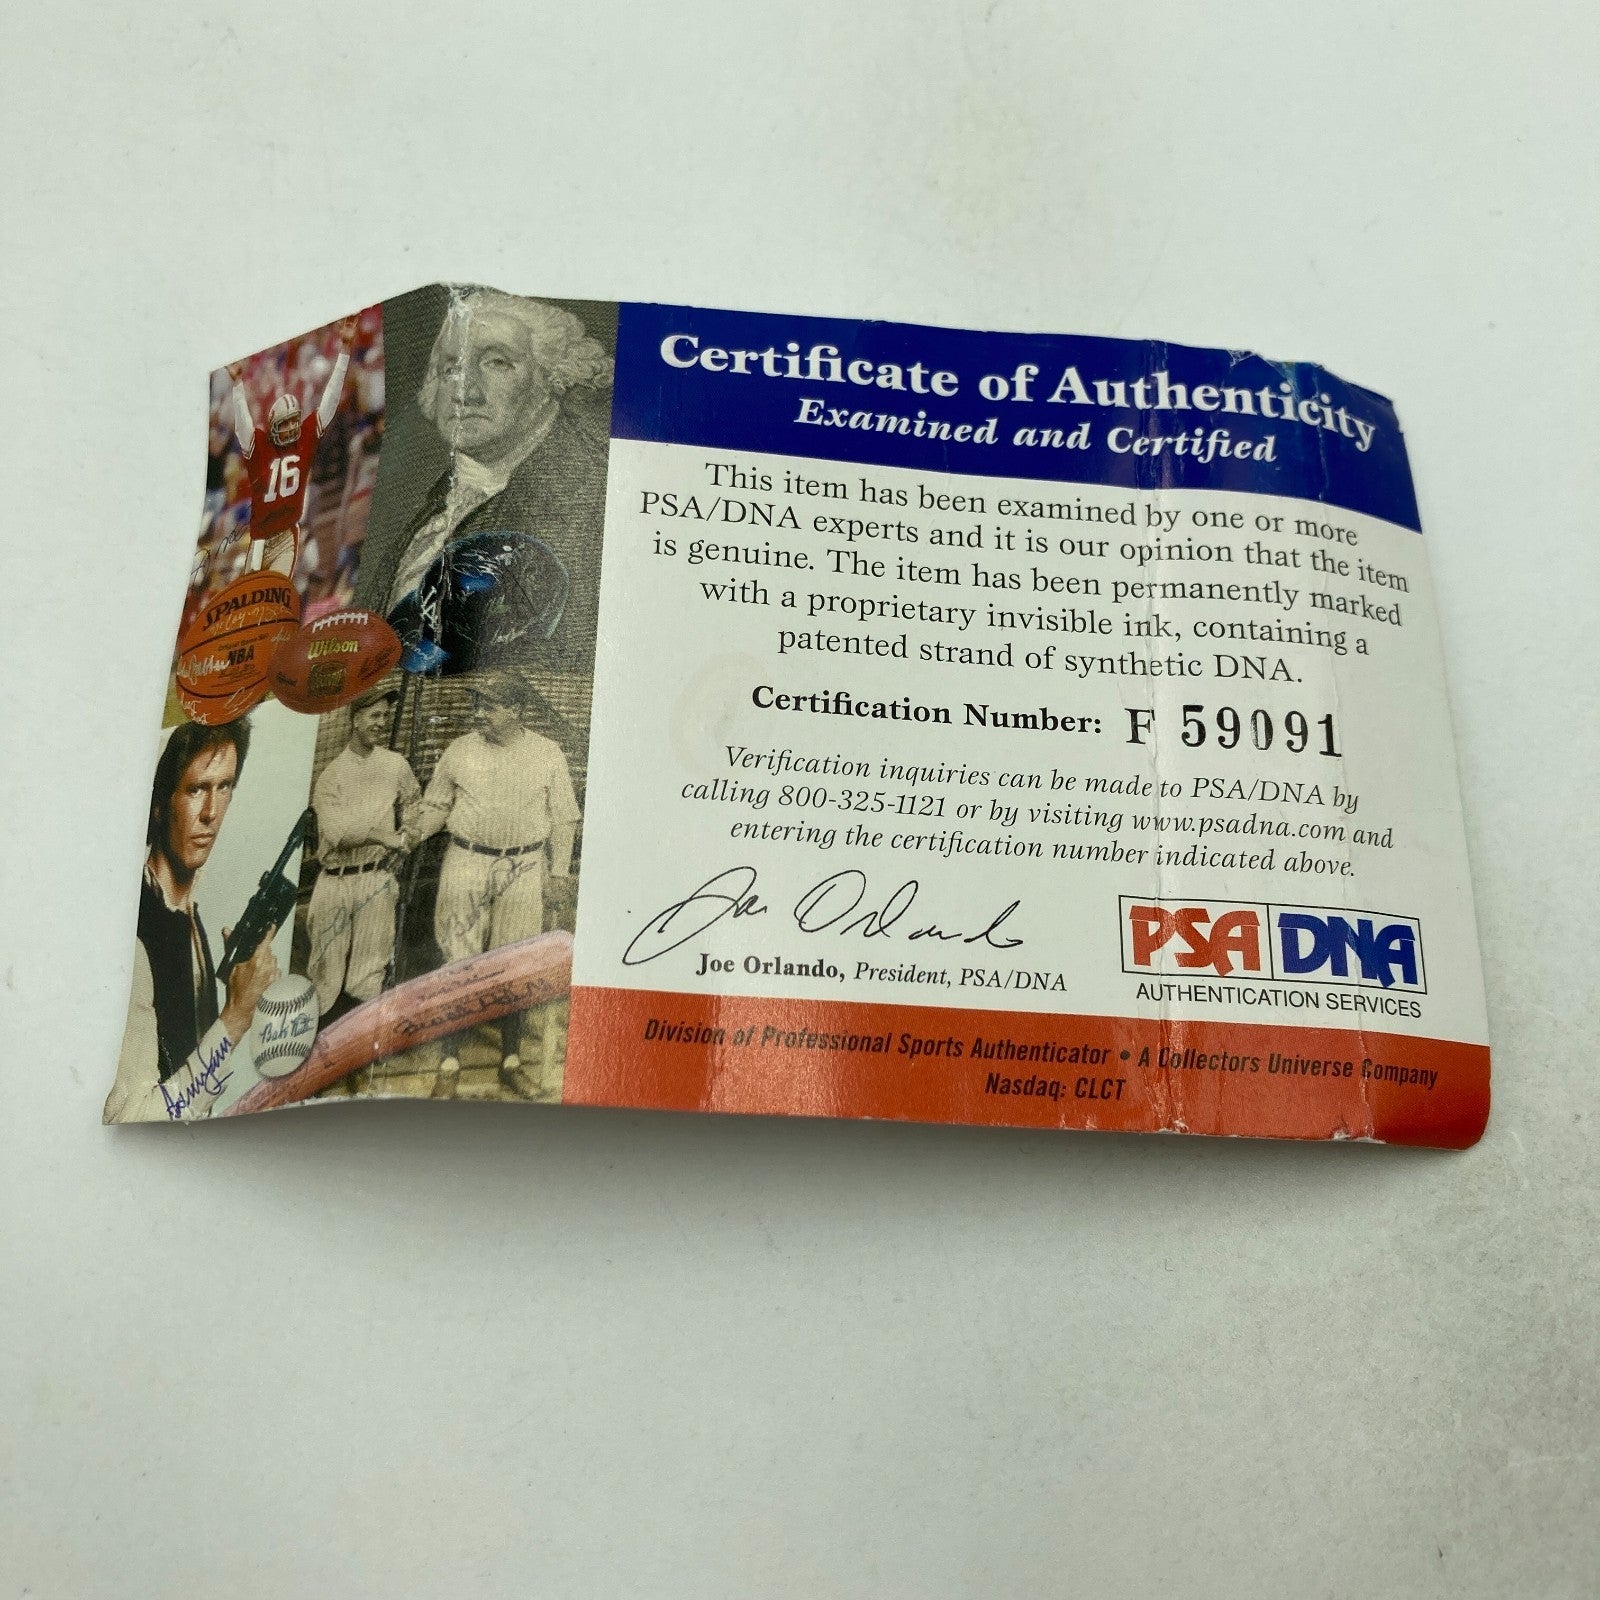 Certificate of Authenticity
Examined and Certified
This item has been examined by one or more
PSA/DNA experts and it is our opinion that the item
is genuine. The item has been permanently marked
with a proprietary invisible ink, containing a
patented strand of synthetic DNA.
Certification Number: F 59091
Verification inquiries can be made to PSA/DNA by
calling 800-325-1121 or by visiting www.psadna.com and
entering the certification number indicated above.
Joe Orlando
Joe Orlando, President, PSA/DNA
PSA DNA
AUTHENTICATION SERVICES
Division of Professional Sports Authenticator • A Collectors Universe Company
Nasdaq: CLCT
16
SPALDING
NBA
Wilson
Babe Ruth